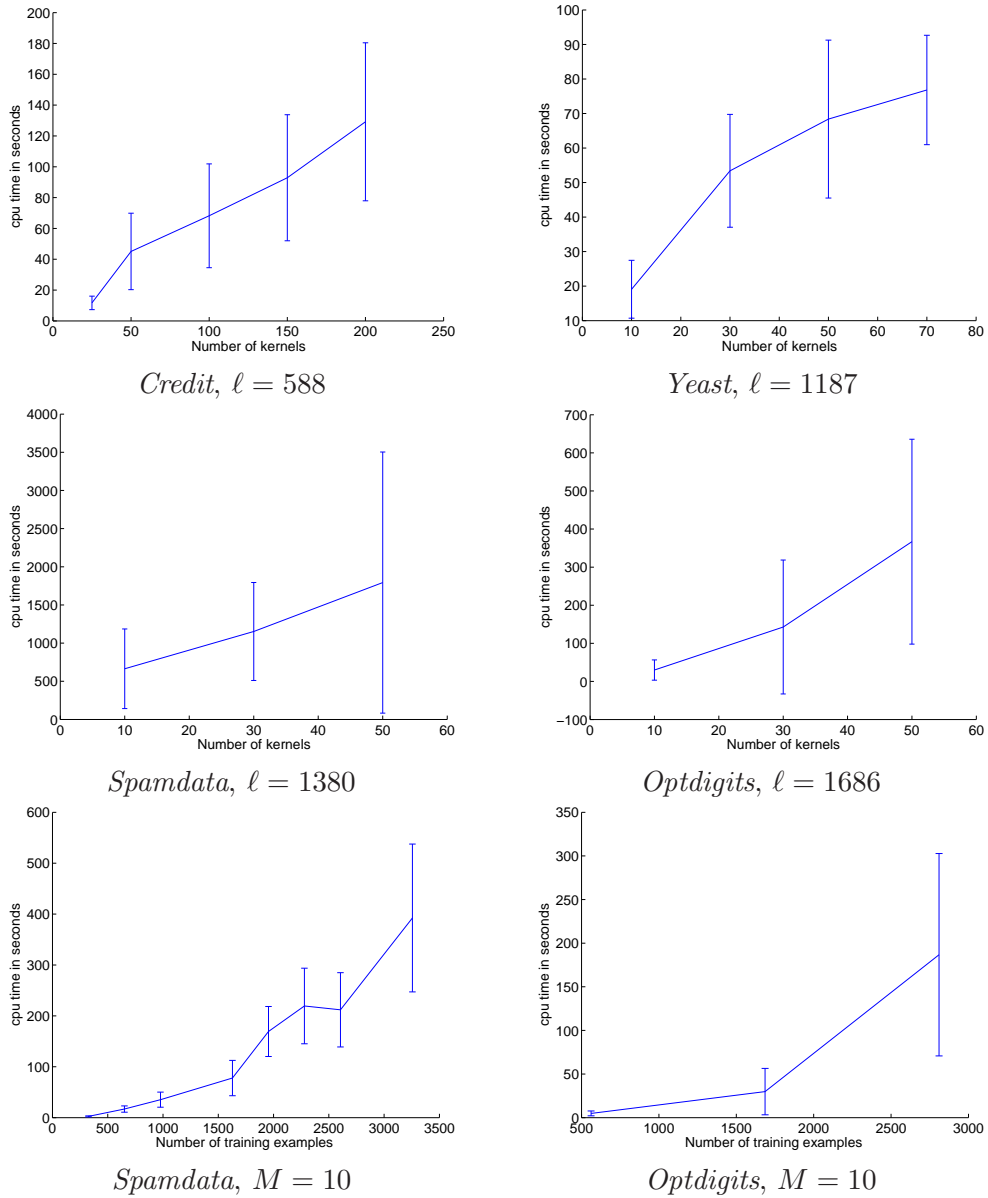 200
180
160
140
120
100
80
60
40
20
0
cpu time in seconds
0 50 100 150 200 250
Number of kernels
Credit, ℓ = 588
100
90
80
70
60
50
40
30
20
10
cpu time in seconds
0 10 20 30 40 50 60 70 80
Number of kernels
Yeast, ℓ = 1187
4000
3500
3000
2500
2000
1500
1000
500
0
cpu time in seconds
0 10 20 30 40 50 60
Number of kernels
Spamdata, ℓ = 1380
700
600
500
400
300
200
100
0
−100
cpu time in seconds
0 10 20 30 40 50 60
Number of kernels
Optdigits, ℓ = 1686
600
500
400
300
200
100
0
cpu time in seconds
0 500 1000 1500 2000 2500 3000 3500
Number of training examples
Spamdata, M = 10
350
300
250
200
150
100
50
0
cpu time in seconds
500 1000 1500 2000 2500 3000
Number of training examples
Optdigits, M = 10